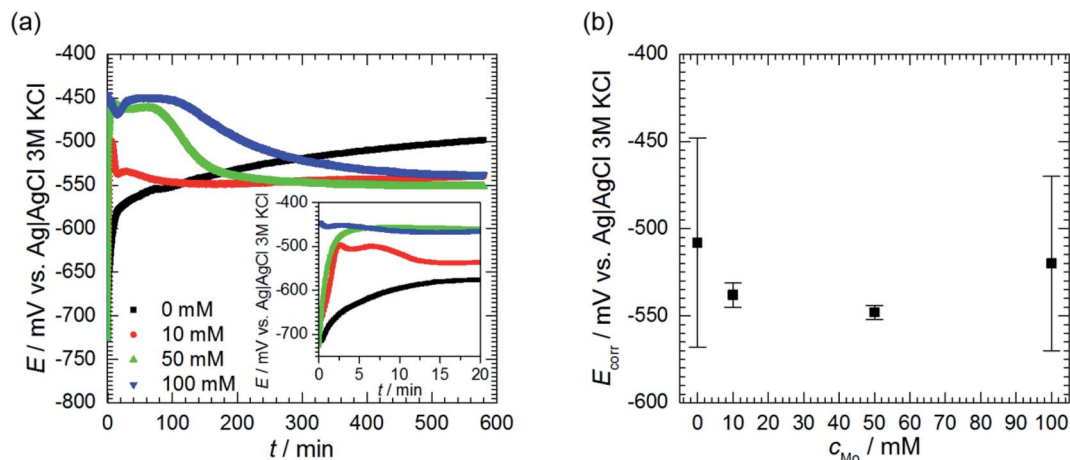 (a)
-400
-450
-500
-550
-600
-650
-700
-750
-800
E / mV vs. Ag|AgCl 3M KCl
0 100 200 300 400 500 600
t / min
0 mM
10 mM
50 mM
100 mM
-400
-500
-600
-700
E / mV vs. Ag|AgCl 3M KCl
0 5 10 15 20
t / min
(b)
-400
-450
-500
-550
-600
Ecorr / mV vs. Ag|AgCl 3M KCl
0 10 20 30 40 50 60 70 80 90 100
cMo / mM